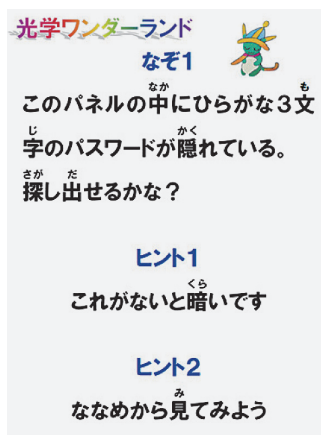 光学ワンダーランド
なぞ1
このパネルの中にひらがな3文
字のパスワードが隠れている。
探し出せるかな？
ヒント1
これがないと暗いです
ヒント2
ななめから見てみよう